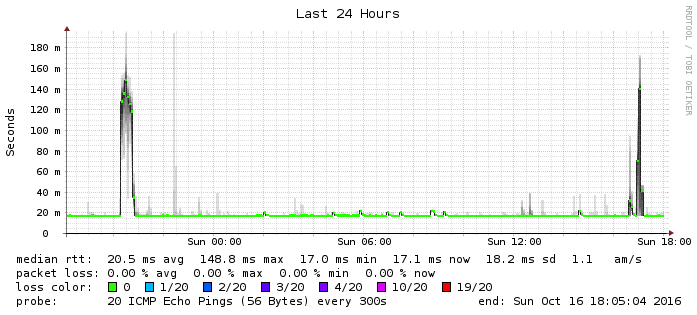 Last 24 Hours
RRDTOOL / TOBI OETIKER
Seconds
180 m
160 m
140 m
120 m
100 m
80 m
60 m
40 m
20 m
0
Sun 00:00 Sun 06:00 Sun 12:00 Sun 18:00
median rtt: 20.5 ms avg 148.8 ms max 17.0 ms min 17.1 ms now 18.2 ms sd 1.1 am/s
packet loss: 0.00 % avg 0.00 % max 0.00 % min 0.00 % now
loss color: 0 1/20 2/20 3/20 4/20 10/20 19/20
probe: 20 ICMP Echo Pings (56 Bytes) every 300s end: Sun Oct 16 18:05:04 2016